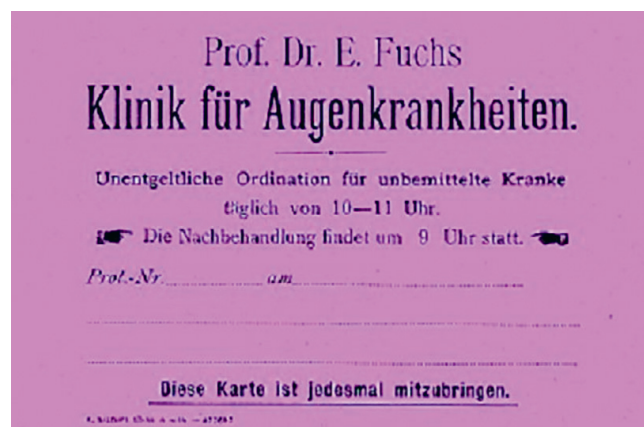 Prof. Dr. E. Fuchs
Klinik für Augenkrankheiten.
Unentgeltliche Ordination für unbemittelte Kranke
täglich von 10—11 Uhr.
Die Nachbehandlung findet um 9 Uhr statt.
Prot.-Nr. am
Diese Karte ist jedesmal mitzubringen.